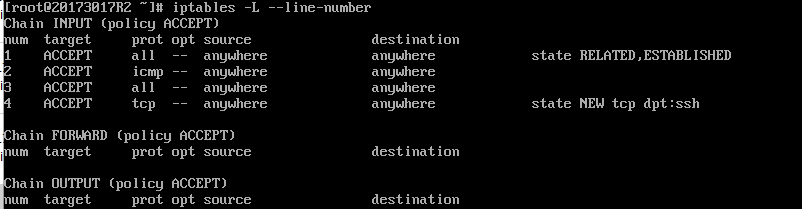 [root@20173017R2 ~]# iptables -L --line-number
Chain INPUT (policy ACCEPT)
num  target     prot opt source               destination
1    ACCEPT     all  --  anywhere             anywhere            state RELATED,ESTABLISHED
2    ACCEPT     icmp --  anywhere             anywhere
3    ACCEPT     all  --  anywhere             anywhere
4    ACCEPT     tcp  --  anywhere             anywhere            state NEW tcp dpt:ssh

Chain FORWARD (policy ACCEPT)
num  target     prot opt source               destination

Chain OUTPUT (policy ACCEPT)
num  target     prot opt source               destination